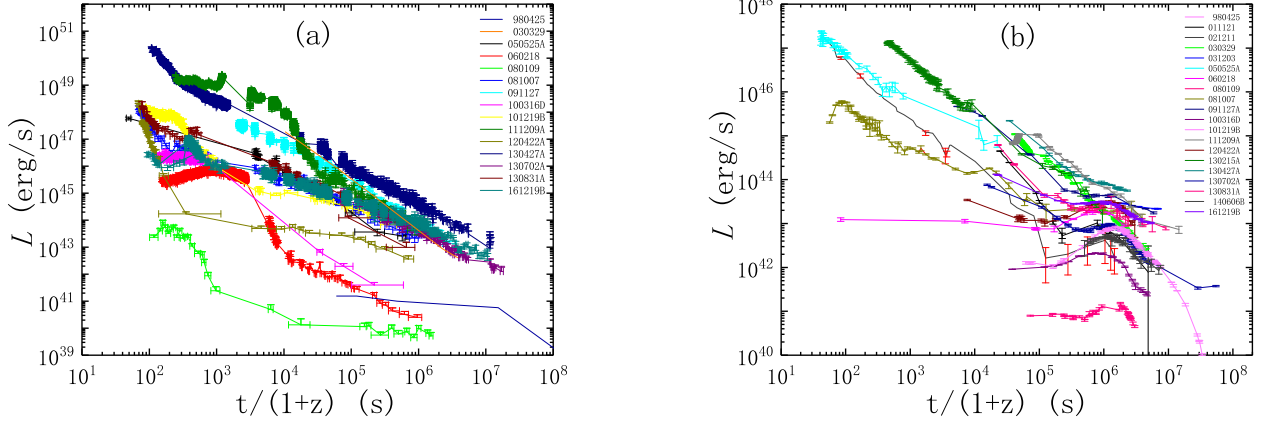 (a)
L (erg/s)
10^51
10^49
10^47
10^45
10^43
10^41
10^39
10^1 10^2 10^3 10^4 10^5 10^6 10^7 10^8
t/(1+z) (s)
980425
030329
050525A
060218
080109
081007
091127
100316D
101219B
111209A
120422A
130427A
130702A
130831A
161219B
(b)
L (erg/s)
10^48
10^46
10^44
10^42
10^40
10^2 10^3 10^4 10^5 10^6 10^7 10^8
t/(1+z) (s)
980425
011121
021211
030329
031203
050525A
060218
080109
081007
091127A
100316D
101219B
111209A
120422A
130215A
130427A
130702A
130831A
140606B
161219B